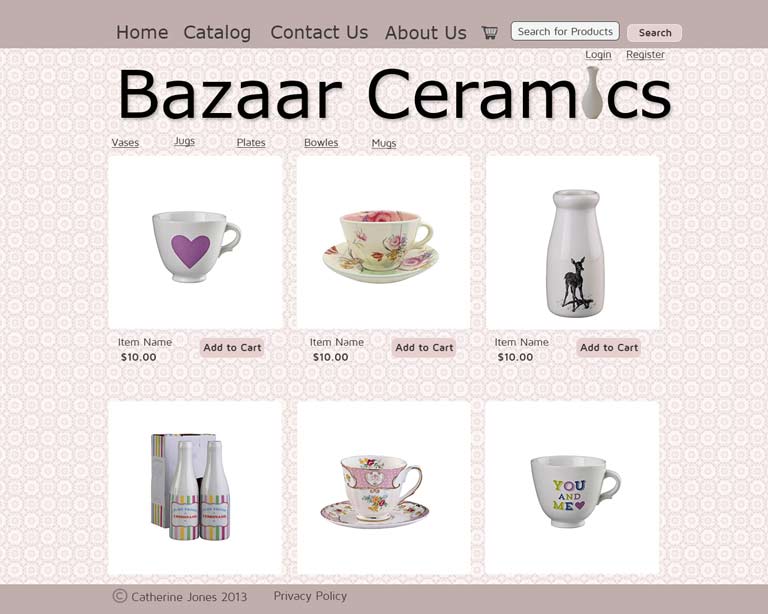 Home Catalog Contact Us About Us Search for Products Search
Login Register
Bazaar Ceramics
Vases Jugs Plates Bowles Mugs
Item Name Item Name Item Name
$10.00 Add to Cart $10.00 Add to Cart $10.00 Add to Cart
YOU
AND
ME
© Catherine Jones 2013 Privacy Policy